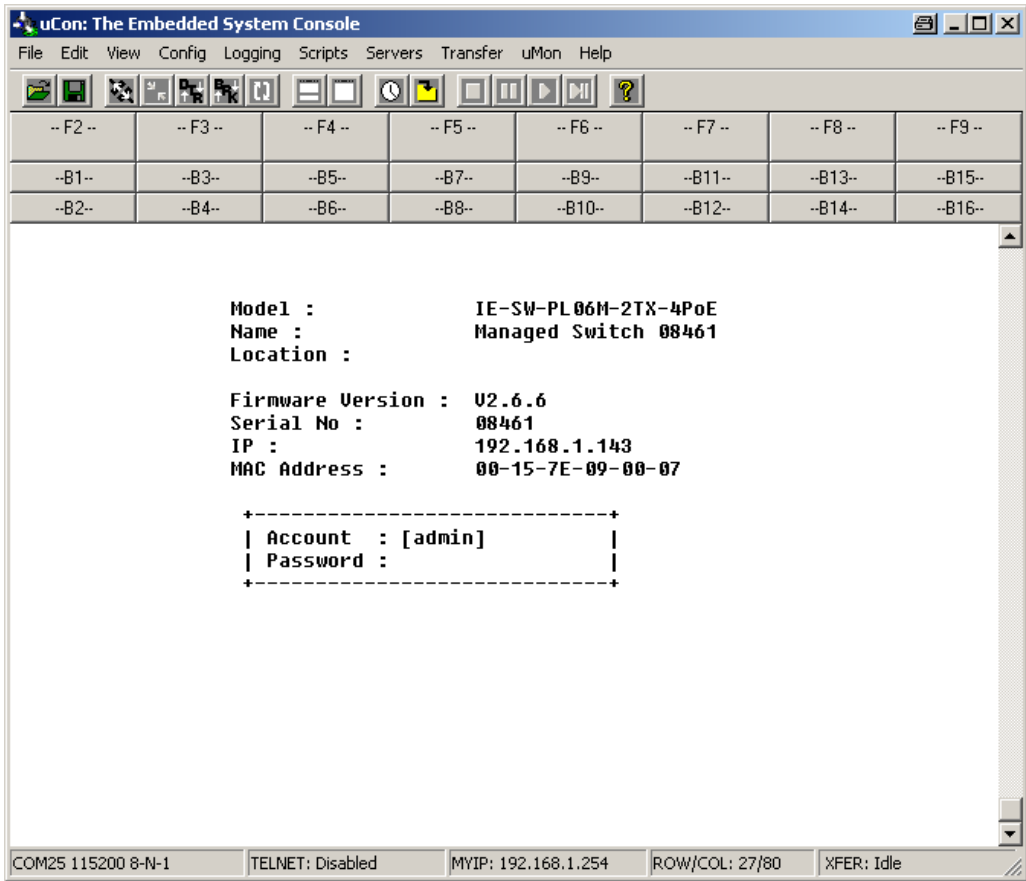 uCon: The Embedded System Console
File Edit View Config Logging Scripts Servers Transfer uMon Help
DTR BRK
-- F2 -- -- F3 -- -- F4 -- -- F5 -- -- F6 -- -- F7 -- -- F8 -- -- F9 --
--B1-- --B3-- --B5-- --B7-- --B9-- --B11-- --B13-- --B15--
--B2-- --B4-- --B6-- --B8-- --B10-- --B12-- --B14-- --B16--
Model : IE-SW-PL06M-2TX-4PoE
Name : Managed Switch 08461
Location :
Firmware Version : V2.6.6
Serial No : 08461
IP : 192.168.1.143
MAC Address : 00-15-7E-09-00-07
+-----------------------------+
| Account : [admin] |
| Password : |
+-----------------------------+
COM25 115200 8-N-1 TELNET: Disabled MYIP: 192.168.1.254 ROW/COL: 27/80 XFER: Idle